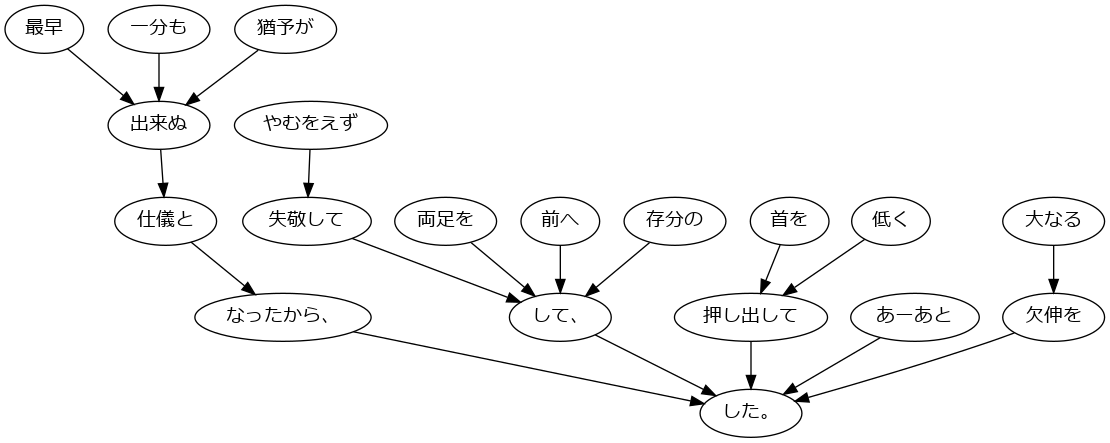 最早
一分も
猶予が
出来ぬ
やむをえず
仕儀と
失敬して
両足を
前へ
存分の
首を
低く
大なる
なったから、
して、
押し出して
あーあと
欠伸を
した。